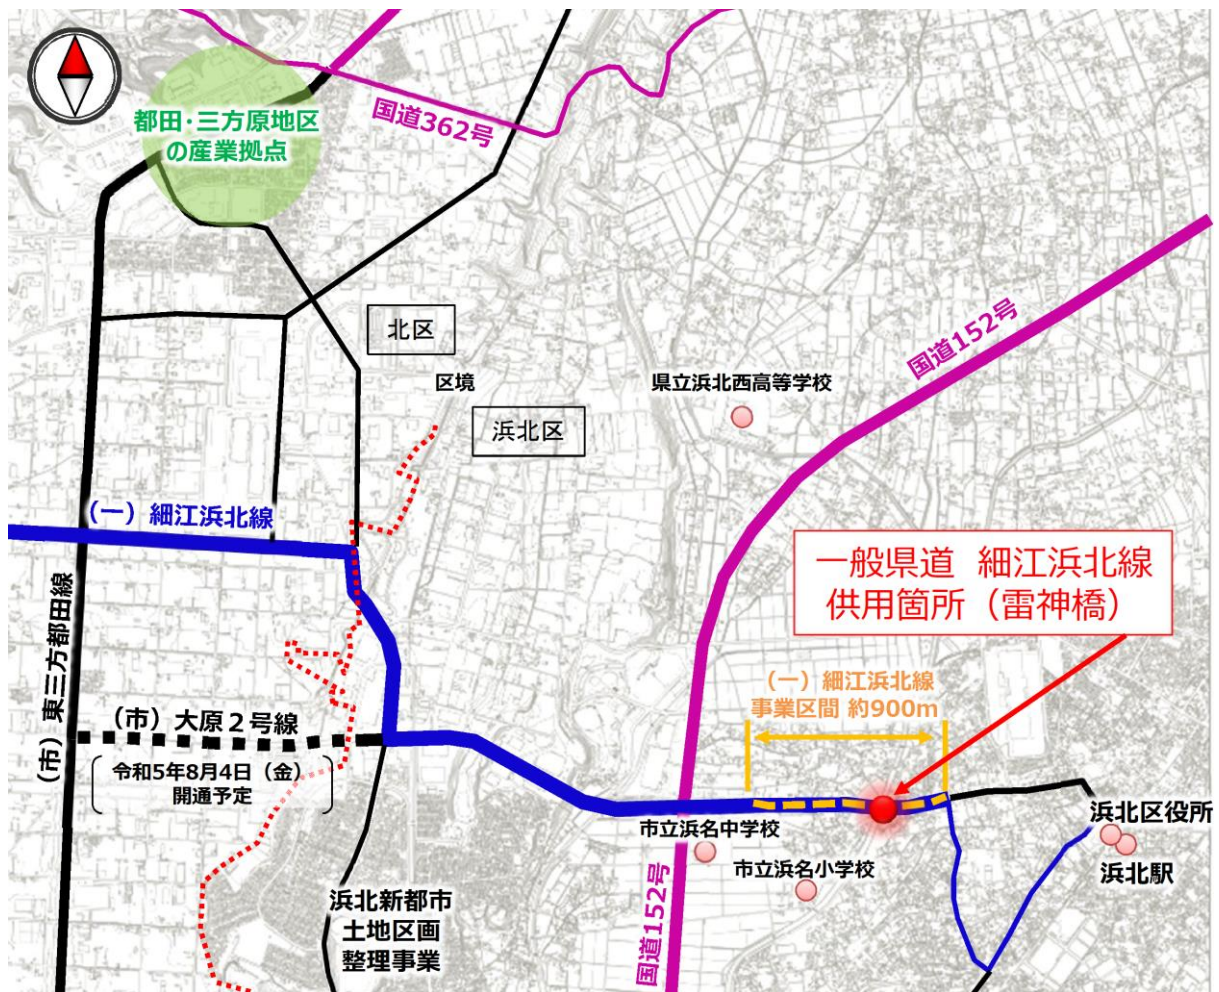 都田･三方原地区
の産業拠点
国道362号
北区
区境
浜北区
県立浜北西高等学校
国道152号
（一）細江浜北線
一般県道 細江浜北線
供用箇所（雷神橋）
（市）東三方都田線
（一）細江浜北線
事業区間 約900m
（市）大原２号線
令和5年8月4日（金）
開通予定
市立浜名中学校
市立浜名小学校
浜北区役所
浜北駅
浜北新都市
土地区画
整理事業
国道152号